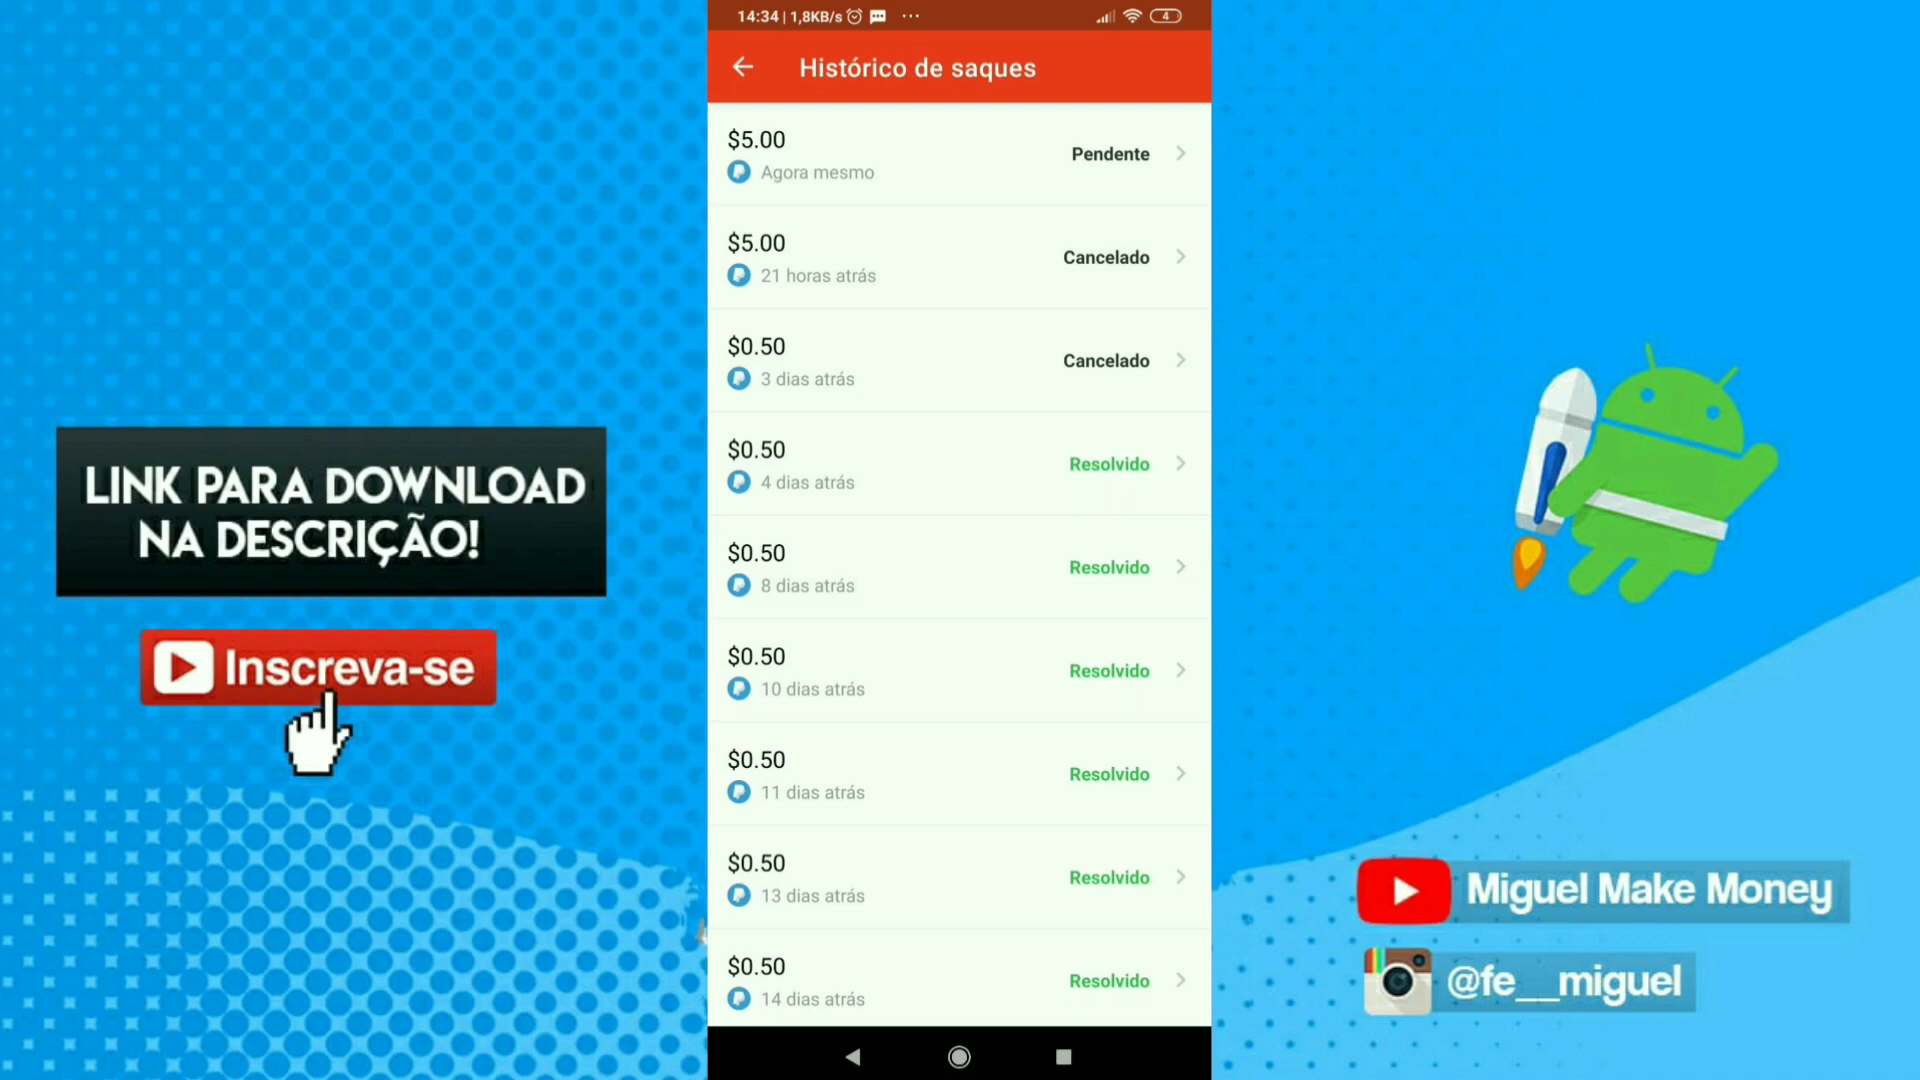 14:34 | 1,8KB/s
4
Histórico de saques
$5.00
Agora mesmo
Pendente
$5.00
21 horas atrás
Cancelado
$0.50
3 dias atrás
Cancelado
$0.50
4 dias atrás
Resolvido
$0.50
8 dias atrás
Resolvido
$0.50
10 dias atrás
Resolvido
$0.50
11 dias atrás
Resolvido
$0.50
13 dias atrás
Resolvido
$0.50
14 dias atrás
Resolvido
LINK PARA DOWNLOAD
NA DESCRIÇÃO!
Inscreva-se
Miguel Make Money
@fe__miguel